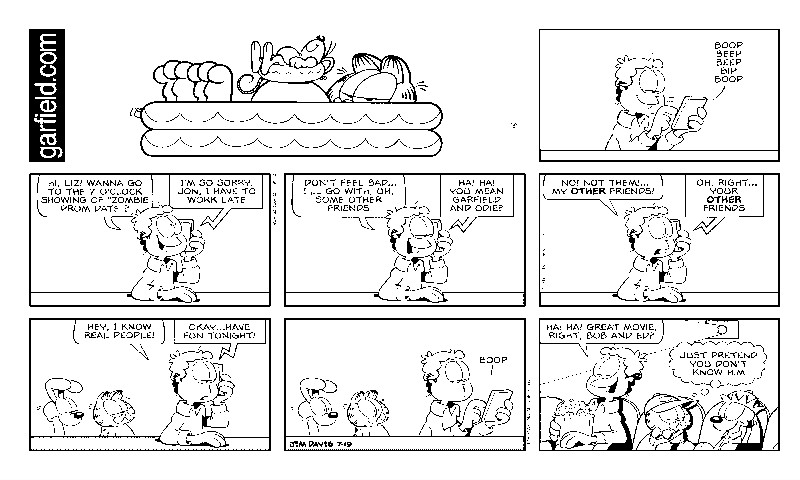 garfield.com
BOOP
BEEP
BEEP
BIP
BOOP
HI, LIZ! WANNA GO
TO THE 7 O'CLOCK
SHOWING OF "ZOMBIE
PROM DATE"?
I'M SO SORRY,
JON, I HAVE TO
WORK LATE
DON'T FEEL BAD...
I'LL GO WITH, UH,
SOME OTHER
FRIENDS
HA! HA!
YOU MEAN
GARFIELD
AND ODIE?
NO! NOT THEM!...
MY OTHER FRIENDS!
OH, RIGHT...
YOUR
OTHER
FRIENDS
HEY, I KNOW
REAL PEOPLE!
OKAY...HAVE
FUN TONIGHT!
BOOP
JIM DAVIS 7-19
HA! HA! GREAT MOVIE,
RIGHT, BOB AND ED?
JUST PRETEND
YOU DON'T
KNOW HIM